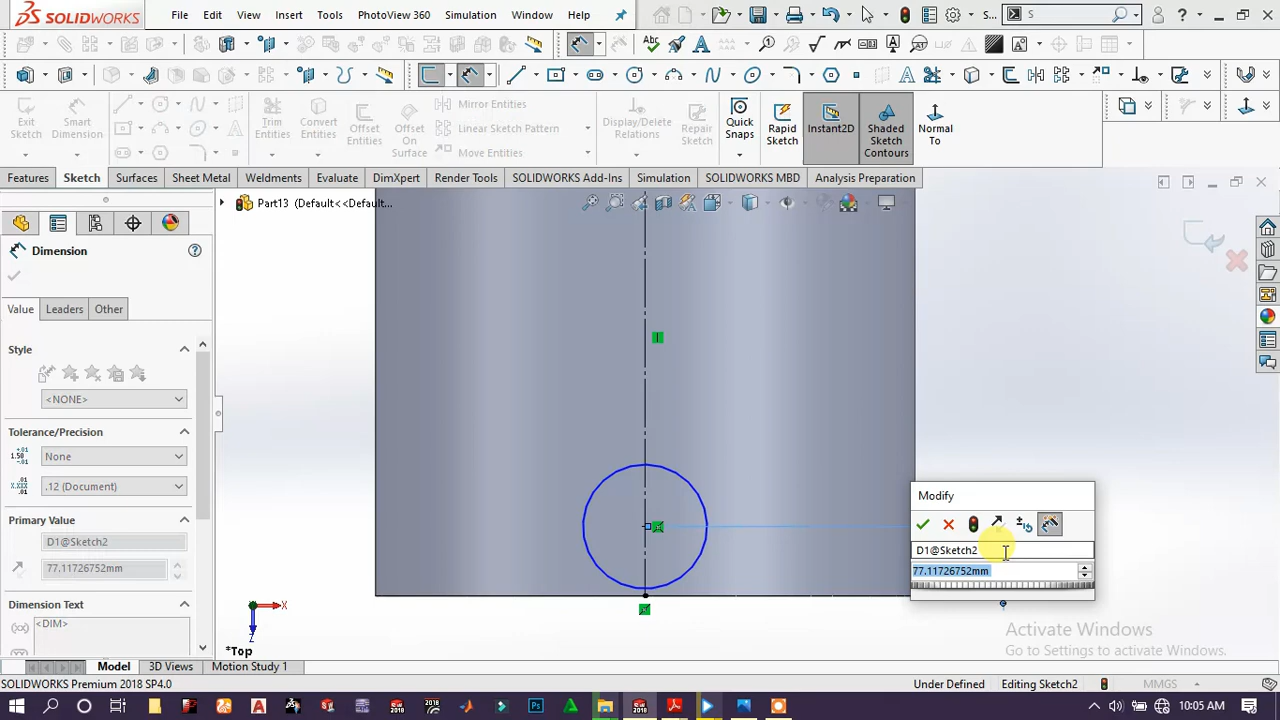 SOLIDWORKS
File Edit View Insert Tools PhotoView 360 Simulation Window Help
S... S
Exit Sketch
Smart Dimension
Trim Entities
Convert Entities
Offset Entities
Offset On Surface
Mirror Entities
Linear Sketch Pattern
Move Entities
Display/Delete Relations
Repair Sketch
Quick Snaps
Rapid Sketch
Instant2D
Shaded Sketch Contours
Normal To
Features Sketch Surfaces Sheet Metal Weldments Evaluate DimXpert Render Tools SOLIDWORKS Add-Ins Simulation SOLIDWORKS MBD Analysis Preparation
Part13 (Default<<Default...
Dimension
Value Leaders Other
Style
<NONE>
Tolerance/Precision
None
.12 (Document)
Primary Value
D1@Sketch2
77.11726752mm
Dimension Text
<DIM>
Modify
D1@Sketch2
77.11726752mm
X
Z
*Top
Activate Windows
Go to Settings to activate Windows.
Model 3D Views Motion Study 1
SOLIDWORKS Premium 2018 SP4.0
Under Defined Editing Sketch2 MMGS
10:05 AM